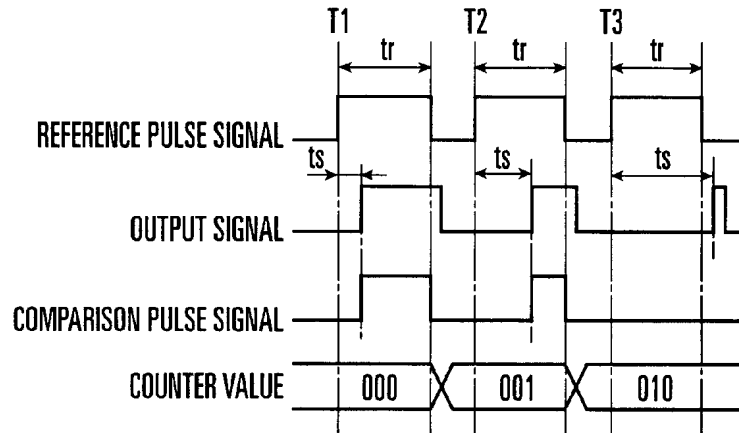 T1 T2 T3
tr tr tr
REFERENCE PULSE SIGNAL
ts ts ts
OUTPUT SIGNAL
COMPARISON PULSE SIGNAL
COUNTER VALUE 000 001 010